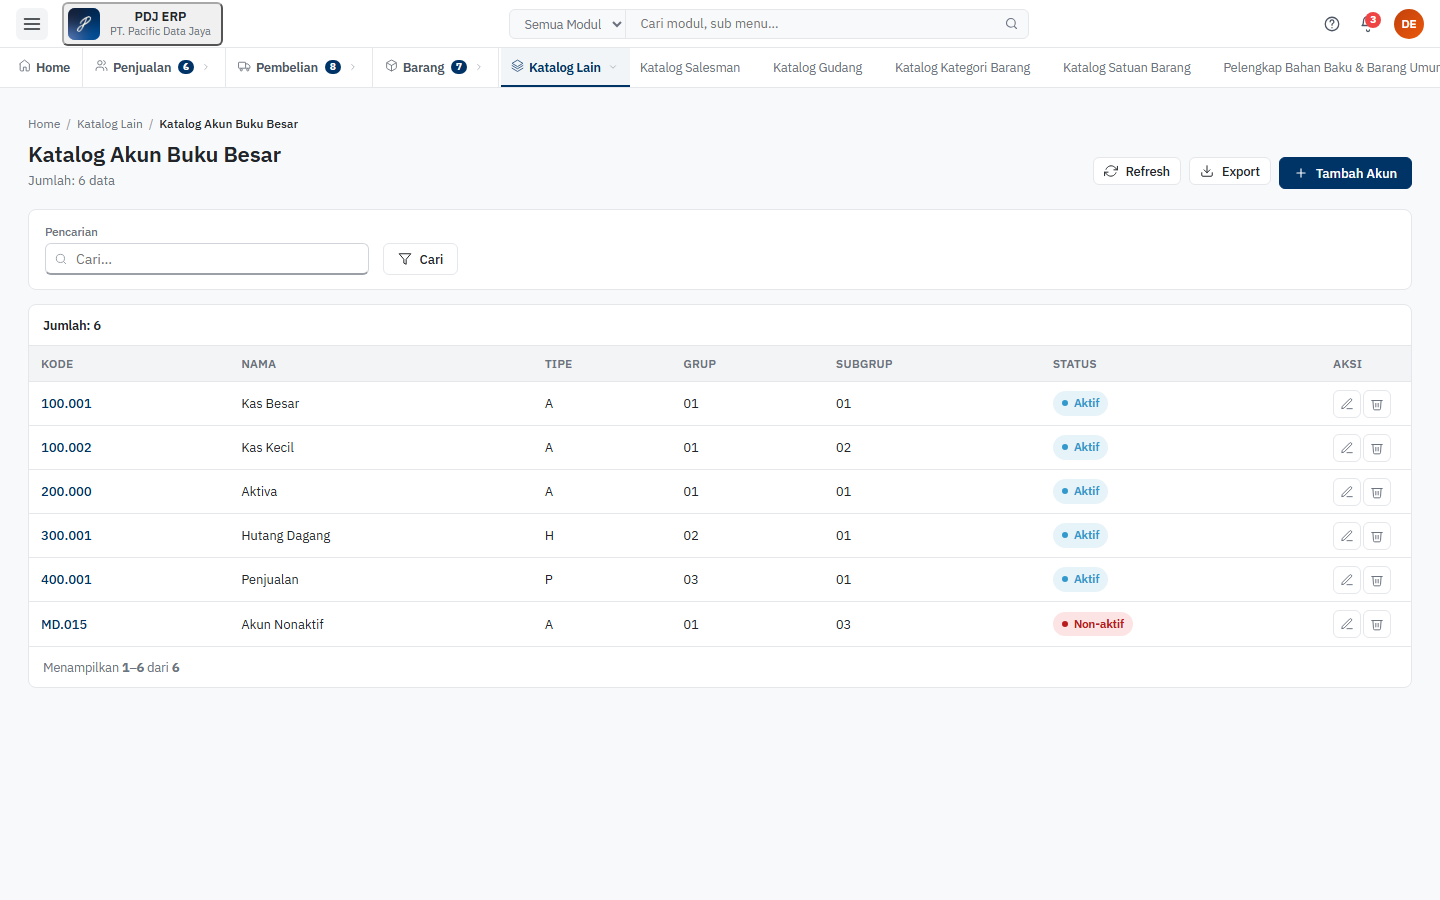 PDJ ERP
PT. Pacific Data Jaya
Semua Modul
Cari modul, sub menu...
3
DE
Home
Penjualan 6
Pembelian 8
Barang 7
Katalog Lain
Katalog Salesman
Katalog Gudang
Katalog Kategori Barang
Katalog Satuan Barang
Pelengkap Bahan Baku & Barang Umur
Home / Katalog Lain / Katalog Akun Buku Besar
Katalog Akun Buku Besar
Jumlah: 6 data
Refresh
Export
Tambah Akun
Pencarian
Cari...
Cari
Jumlah: 6
KODE NAMA TIPE GRUP SUBGRUP STATUS AKSI
100.001 Kas Besar A 01 01 Aktif
100.002 Kas Kecil A 01 02 Aktif
200.000 Aktiva A 01 01 Aktif
300.001 Hutang Dagang H 02 01 Aktif
400.001 Penjualan P 03 01 Aktif
MD.015 Akun Nonaktif A 01 03 Non-aktif
Menampilkan 1–6 dari 6